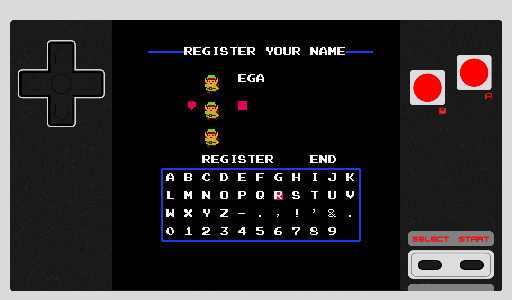 REGISTER YOUR NAME
EGA
REGISTER END
A B C D E F G H I J K
L M N O P Q R S T U V
W X Y Z - . , ! ' & .
0 1 2 3 4 5 6 7 8 9
A
B
SELECT START